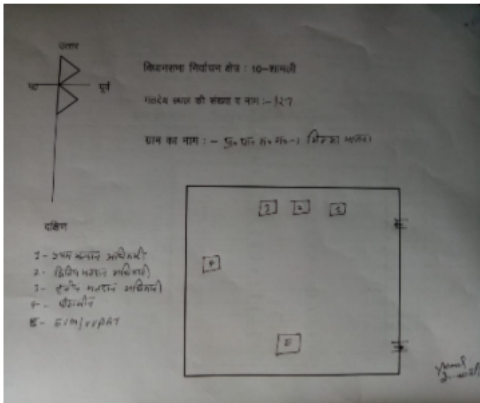 उत्तर
पूर्व
विधानसभा निर्वाचन क्षेत्र : 10-शामली
मतदेय स्थल की संख्या व नाम :- 127
ग्राम का नाम : -
दक्षिण
3 2 1
4
5
1- प्रथम मतदान अधिकारी
2- द्वितीय मतदान अधिकारी
3- तृतीय मतदान अधिकारी
4-
5- EVM/VVPAT